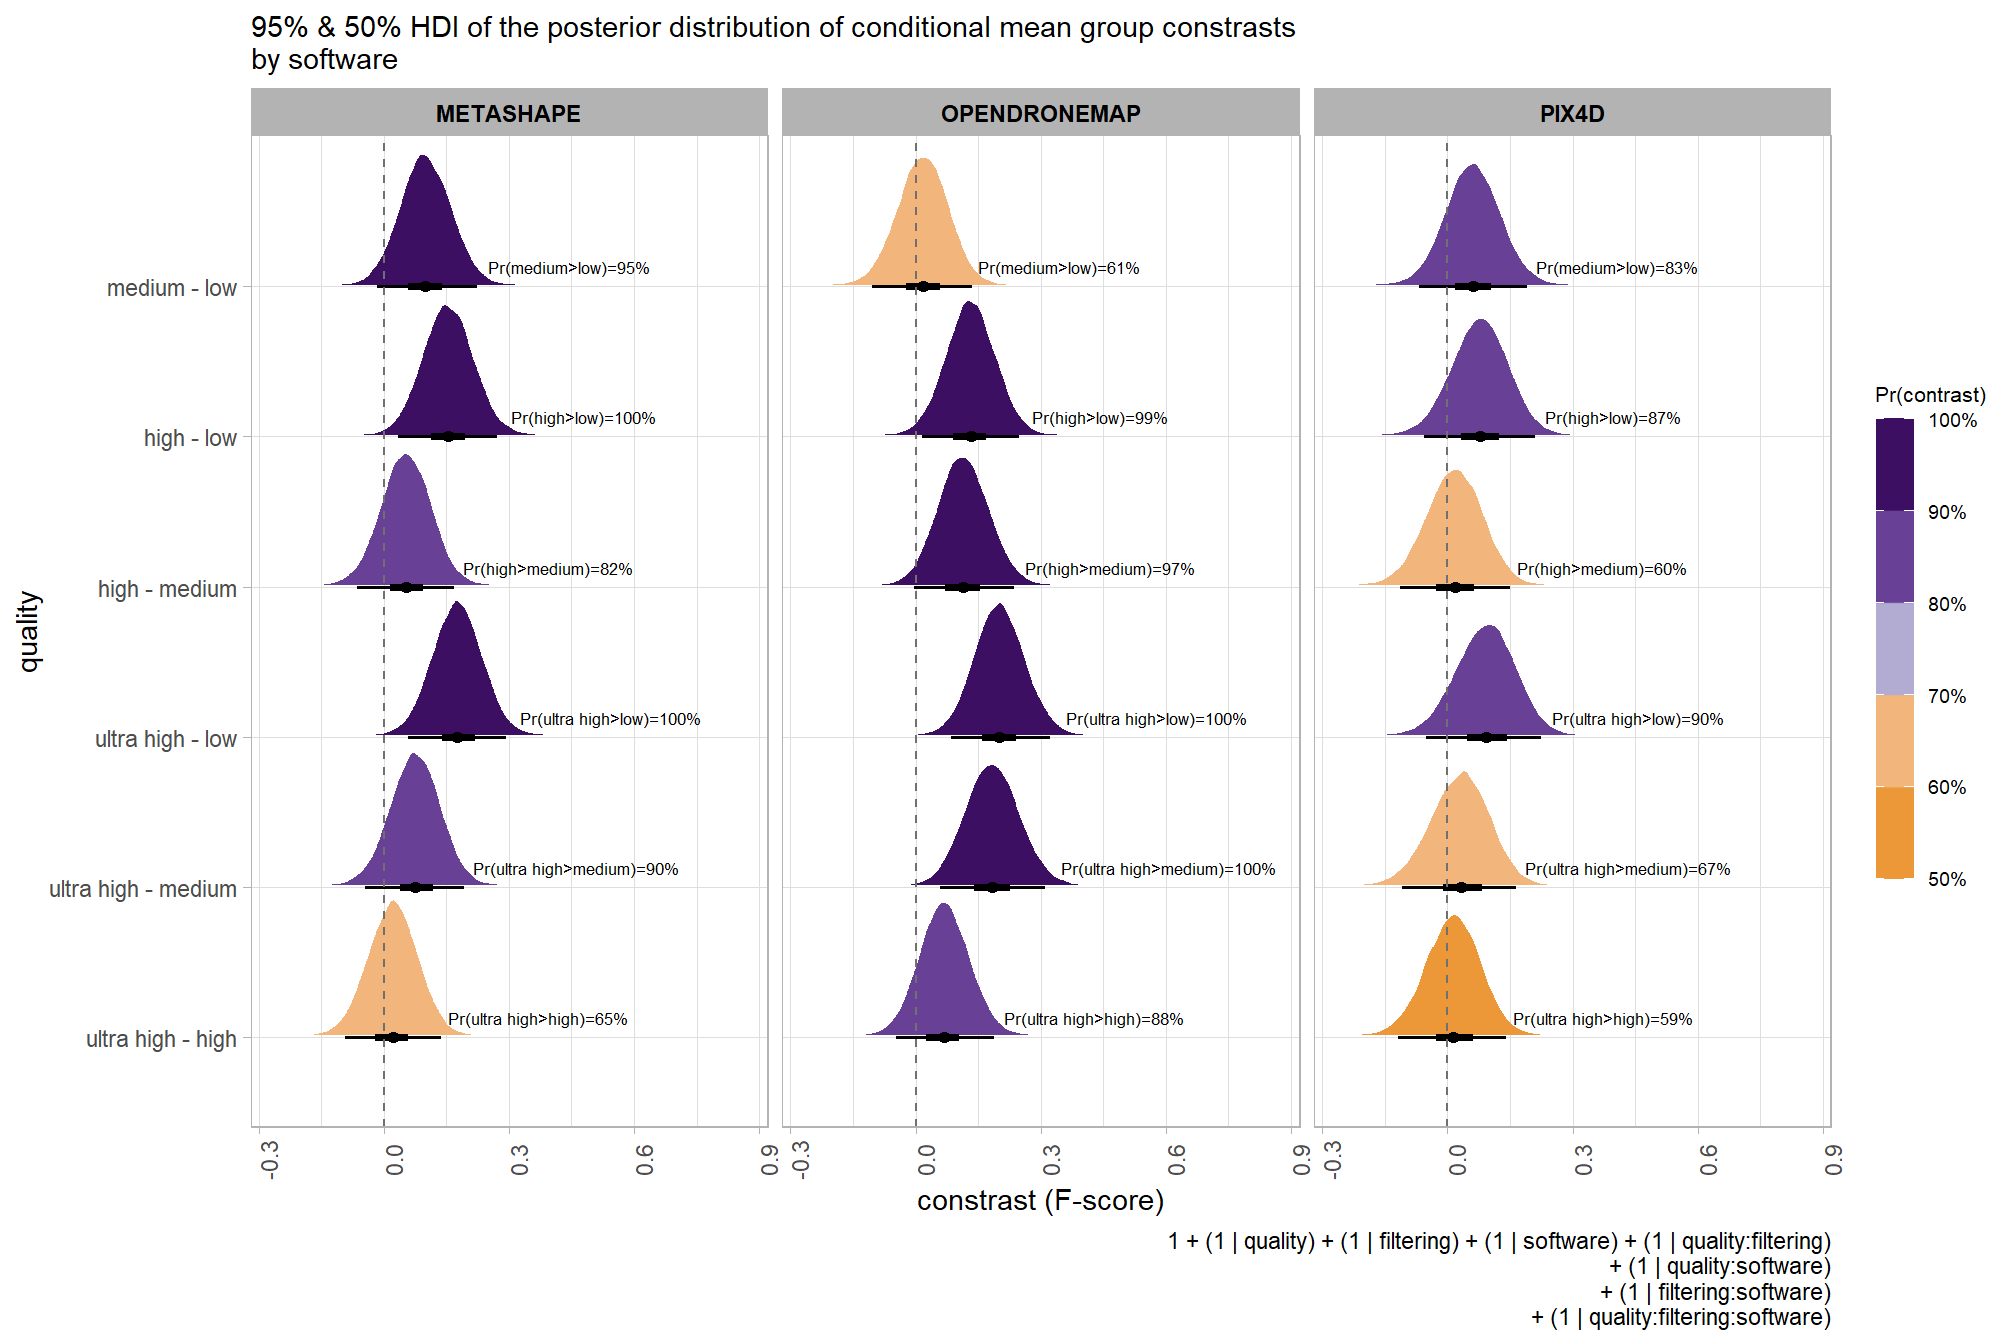 95% & 50% HDI of the posterior distribution of conditional mean group constrasts
by software
METASHAPE
OPENDRONEMAP
PIX4D
quality
medium - low
Pr(medium>low)=95%
Pr(medium>low)=61%
Pr(medium>low)=83%
high - low
Pr(high>low)=100%
Pr(high>low)=99%
Pr(high>low)=87%
high - medium
Pr(high>medium)=82%
Pr(high>medium)=97%
Pr(high>medium)=60%
ultra high - low
Pr(ultra high>low)=100%
Pr(ultra high>low)=100%
Pr(ultra high>low)=90%
ultra high - medium
Pr(ultra high>medium)=90%
Pr(ultra high>medium)=100%
Pr(ultra high>medium)=67%
ultra high - high
Pr(ultra high>high)=65%
Pr(ultra high>high)=88%
Pr(ultra high>high)=59%
-0.3
0.0
0.3
0.6
0.9
-0.3
0.0
0.3
0.6
0.9
-0.3
0.0
0.3
0.6
0.9
constrast (F-score)
Pr(contrast)
100%
90%
80%
70%
60%
50%
1 + (1 | quality) + (1 | filtering) + (1 | software) + (1 | quality:filtering)
+ (1 | quality:software)
+ (1 | filtering:software)
+ (1 | quality:filtering:software)